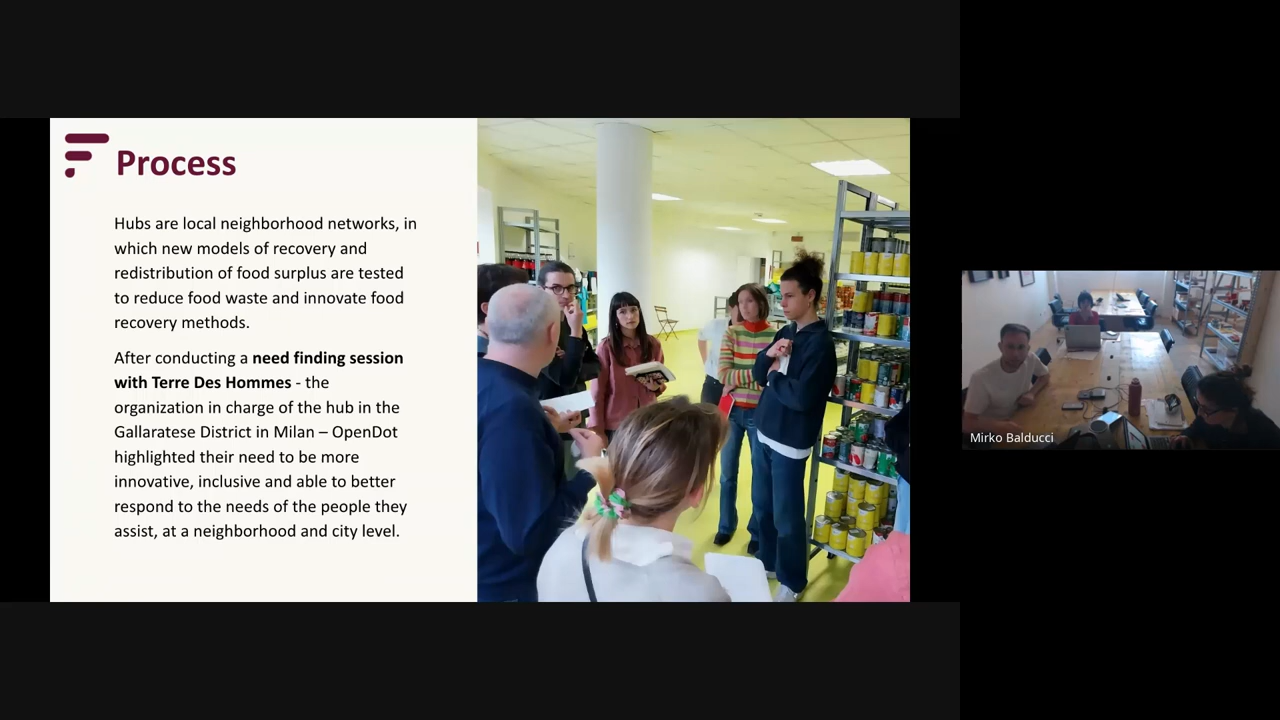 Process
Hubs are local neighborhood networks, in
which new models of recovery and
redistribution of food surplus are tested
to reduce food waste and innovate food
recovery methods.
After conducting a need finding session
with Terre Des Hommes - the
organization in charge of the hub in the
Gallaratese District in Milan – OpenDot
highlighted their need to be more
innovative, inclusive and able to better
respond to the needs of the people they
assist, at a neighborhood and city level.
Mirko Balducci